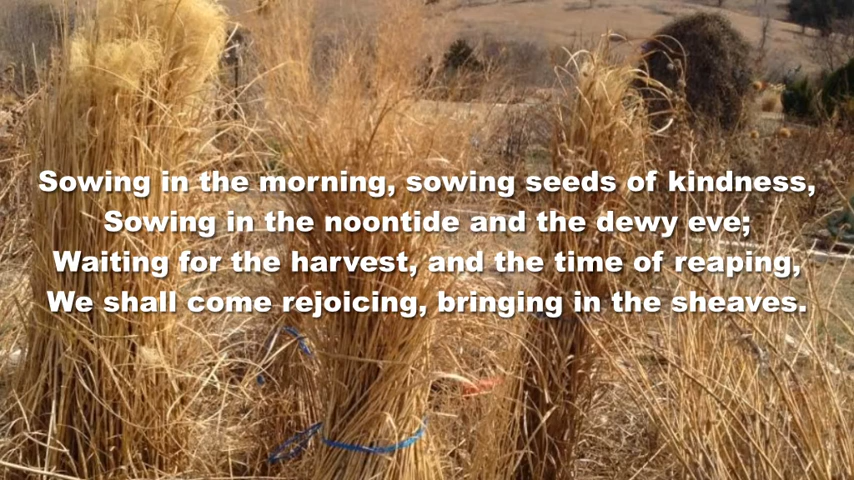 Sowing in the morning, sowing seeds of kindness,
Sowing in the noontide and the dewy eve;
Waiting for the harvest, and the time of reaping,
We shall come rejoicing, bringing in the sheaves.